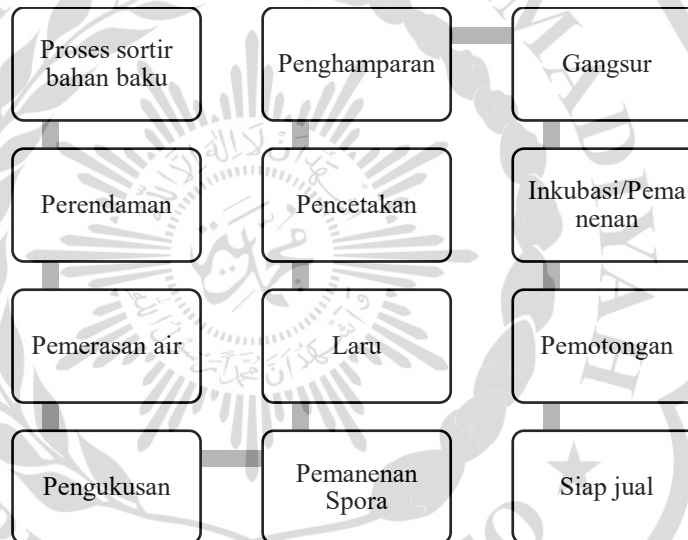 Proses sortir
bahan baku
Perendaman
Pemerasan air
Pengukusan
Pemanenan
Spora
Laru
Pencetakan
Penghamparan
Gangsur
Inkubasi/Pema
nenan
Pemotongan
Siap jual